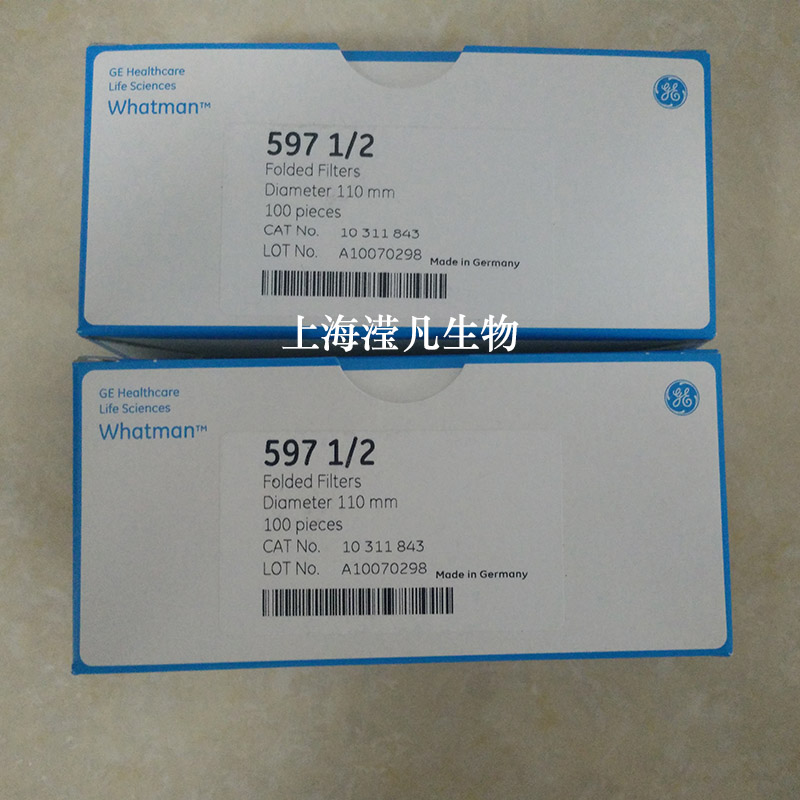 GE Healthcare
Life Sciences
Whatman™
GE
597 1/2
Folded Filters
Diameter 110 mm
100 pieces
CAT No. 10 311 843
LOT No. A10070298
Made in Germany
上海滢凡生物
GE Healthcare
Life Sciences
Whatman™
GE
597 1/2
Folded Filters
Diameter 110 mm
100 pieces
CAT No. 10 311 843
LOT No. A10070298
Made in Germany